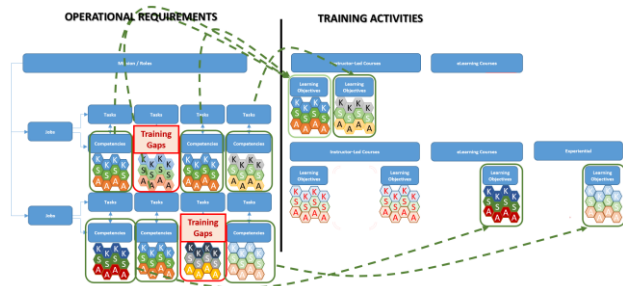 OPERATIONAL REQUIREMENTS
TRAINING ACTIVITIES
Mission / Roles
Instructor-Led Courses
eLearning Courses
Learning
Objectives
Learning
Objectives
K K K
S S
A A A
K K K
S S
A A A
Tasks
Tasks
Tasks
Tasks
Jobs
Training
Gaps
Competencies
Competencies
Competencies
K K K
S S
A A A
K K K
S S
A A A
K K K
S S
A A A
K K K
S S
A A A
Instructor-Led Courses
eLearning Courses
Experiential
Learning
Objectives
Learning
Objectives
Learning
Objectives
Learning
Objectives
K K K
S S
A A A
K K K
S S
A A A
K K K
S S
A A A
K K K
S S
A A A
Tasks
Tasks
Tasks
Tasks
Jobs
Training
Gaps
Competencies
Competencies
Competencies
K K K
S S
A A A
K K K
S S
A A A
K K K
S S
A A A
K K K
S S
A A A